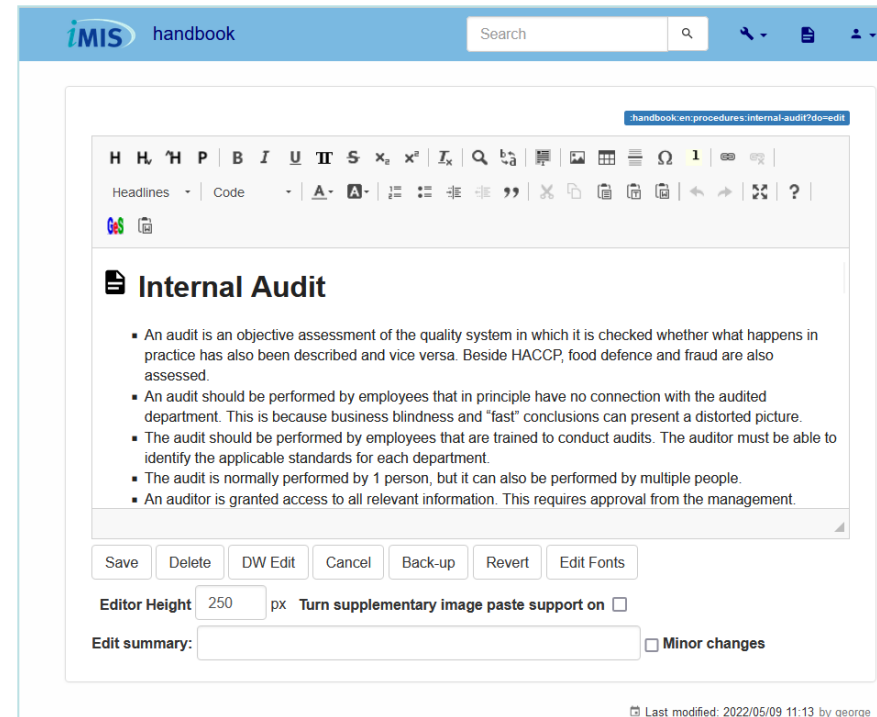 iMIS handbook Search
:handbook:en:procedures:internal-audit?do=edit
H H, ^H P B I U TT S x₂ x² Ix Ω 1
Headlines Code A A ?
GeS
Internal Audit
▪ An audit is an objective assessment of the quality system in which it is checked whether what happens in
practice has also been described and vice versa. Beside HACCP, food defence and fraud are also
assessed.
▪ An audit should be performed by employees that in principle have no connection with the audited
department. This is because business blindness and “fast” conclusions can present a distorted picture.
▪ The audit should be performed by employees that are trained to conduct audits. The auditor must be able to
identify the applicable standards for each department.
▪ The audit is normally performed by 1 person, but it can also be performed by multiple people.
▪ An auditor is granted access to all relevant information. This requires approval from the management.
Save Delete DW Edit Cancel Back-up Revert Edit Fonts
Editor Height 250 px Turn supplementary image paste support on
Edit summary: Minor changes
Last modified: 2022/05/09 11:13 by george